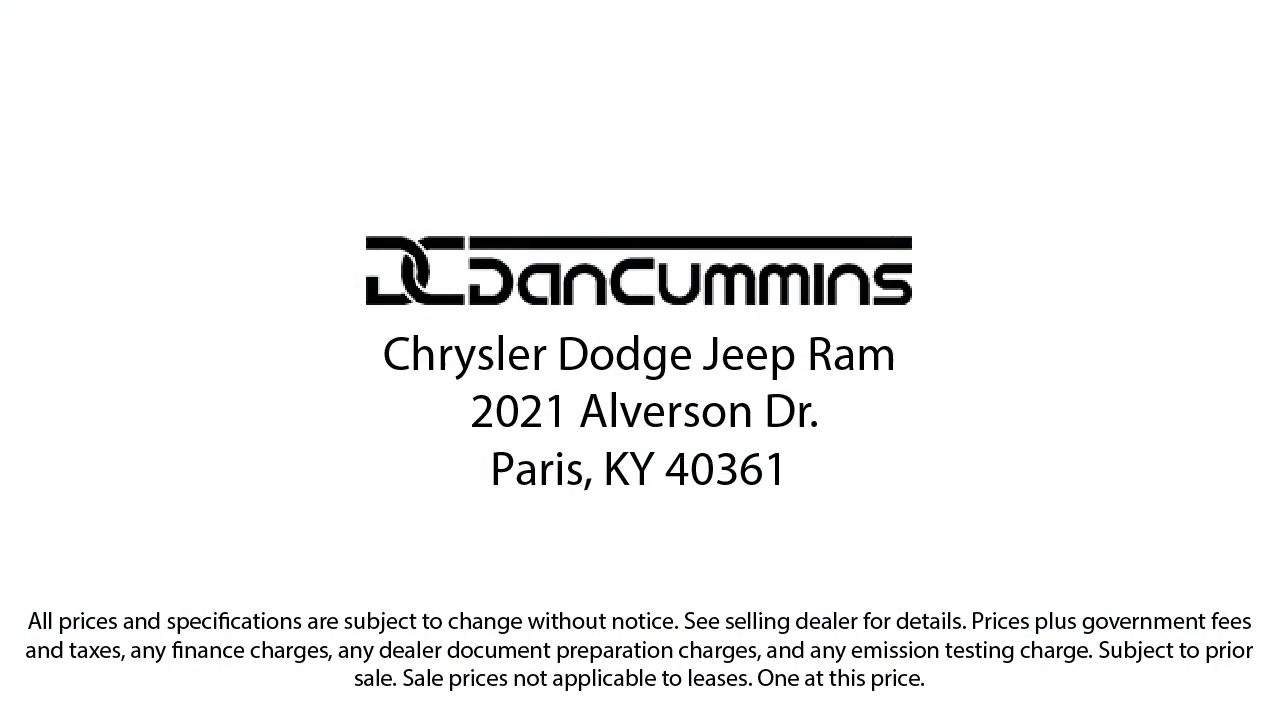 DC DanCummins
Chrysler Dodge Jeep Ram
2021 Alverson Dr.
Paris, KY 40361
All prices and specifications are subject to change without notice. See selling dealer for details. Prices plus government fees
and taxes, any finance charges, any dealer document preparation charges, and any emission testing charge. Subject to prior
sale. Sale prices not applicable to leases. One at this price.